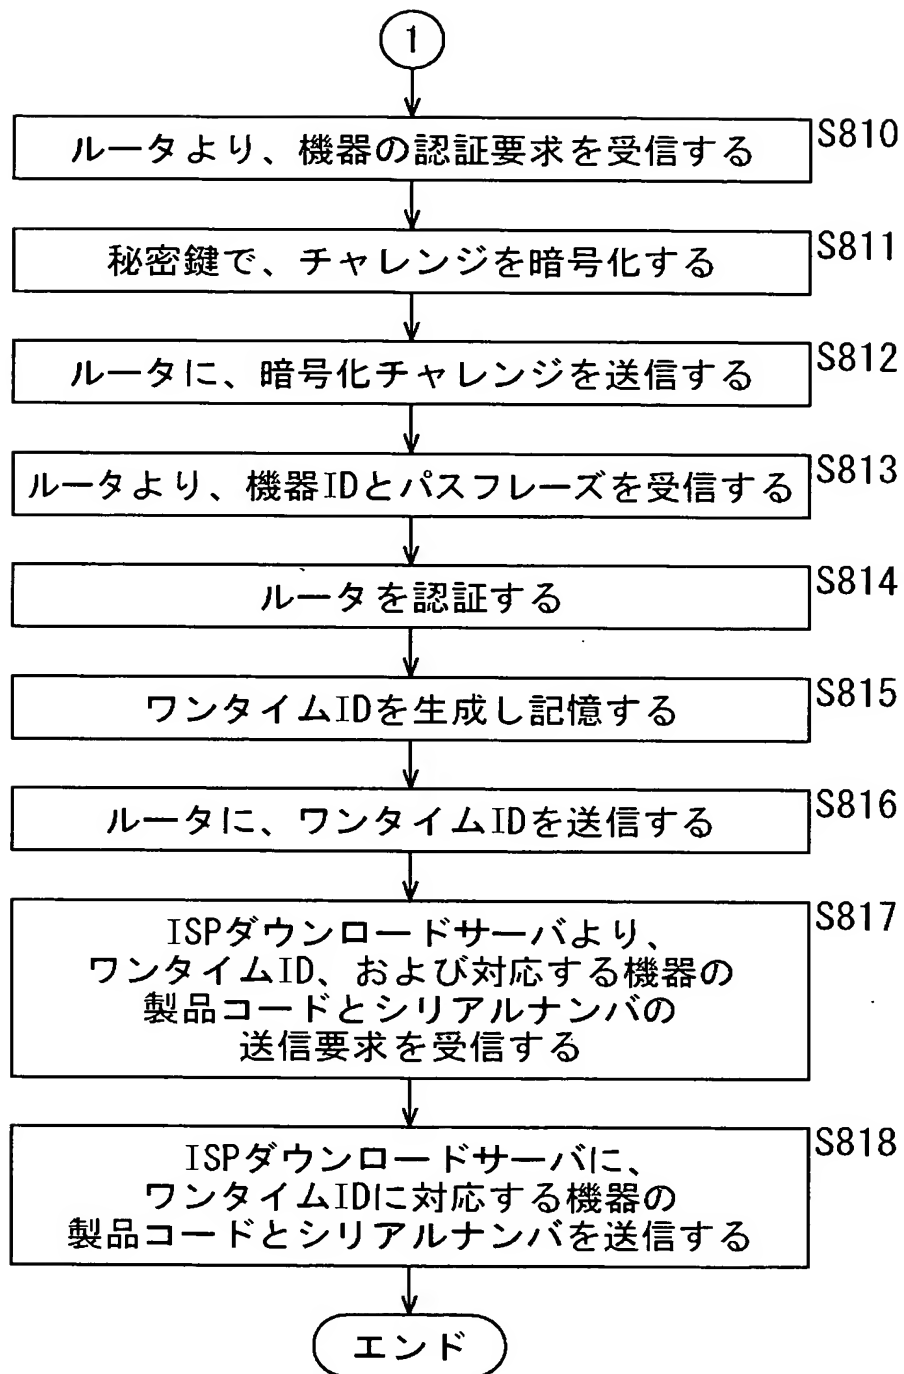 1
ルータより、機器の認証要求を受信する S810
秘密鍵で、チャレンジを暗号化する S811
ルータに、暗号化チャレンジを送信する S812
ルータより、機器IDとパスフレーズを受信する S813
ルータを認証する S814
ワンタイムIDを生成し記憶する S815
ルータに、ワンタイムIDを送信する S816
ISPダウンロードサーバより、 S817
ワンタイムID、および対応する機器の
製品コードとシリアルナンバの
送信要求を受信する
ISPダウンロードサーバに、 S818
ワンタイムIDに対応する機器の
製品コードとシリアルナンバを送信する
エンド